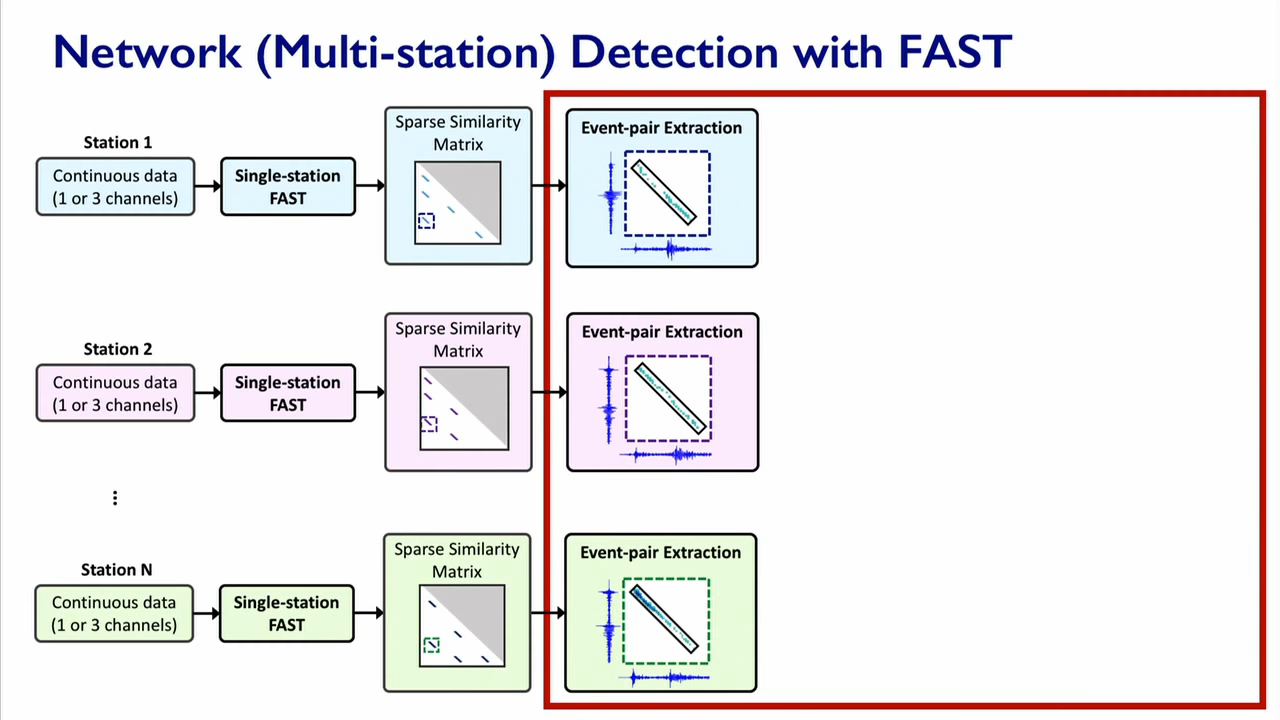 Network (Multi-station) Detection with FAST
Station 1
Continuous data
(1 or 3 channels)
Single-station
FAST
Sparse Similarity
Matrix
Event-pair Extraction
Station 2
Continuous data
(1 or 3 channels)
Single-station
FAST
Sparse Similarity
Matrix
Event-pair Extraction
⋮
Station N
Continuous data
(1 or 3 channels)
Single-station
FAST
Sparse Similarity
Matrix
Event-pair Extraction